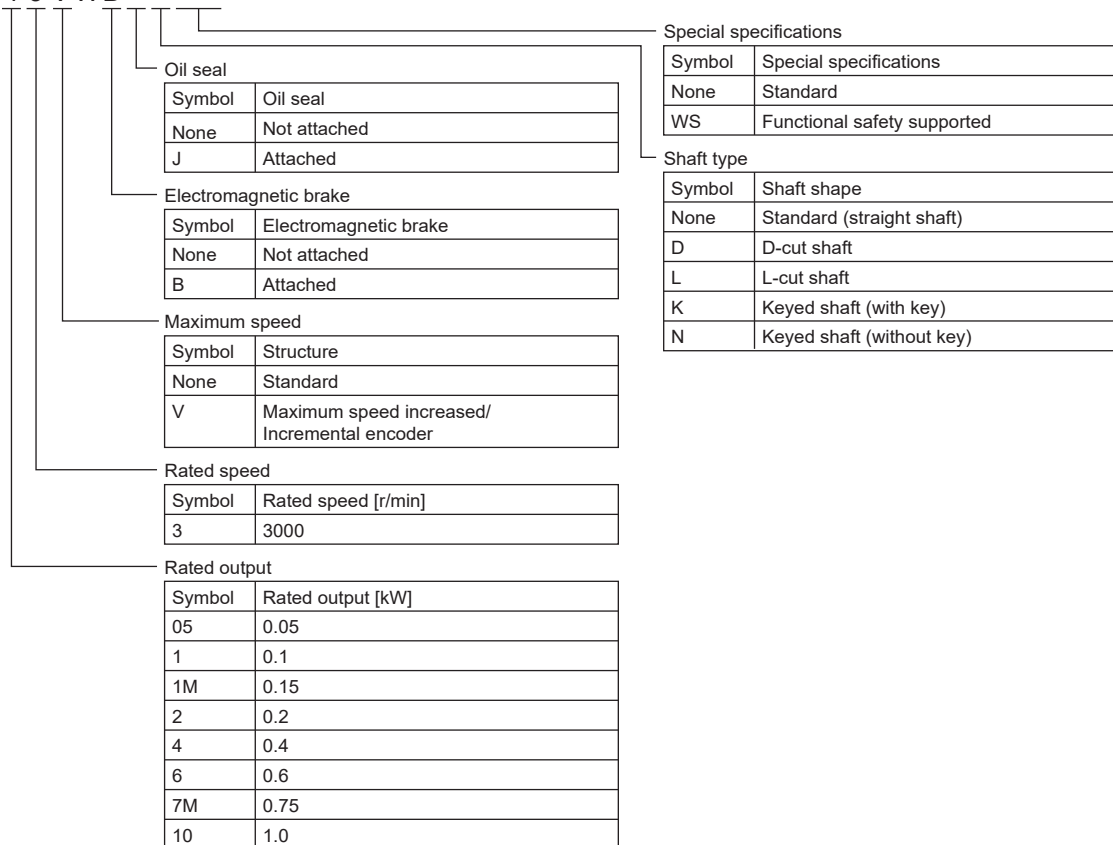 Special specifications
Symbol Special specifications
None Standard
WS Functional safety supported
Shaft type
Symbol Shaft shape
None Standard (straight shaft)
D D-cut shaft
L L-cut shaft
K Keyed shaft (with key)
N Keyed shaft (without key)
Oil seal
Symbol Oil seal
None Not attached
J Attached
Electromagnetic brake
Symbol Electromagnetic brake
None Not attached
B Attached
Maximum speed
Symbol Structure
None Standard
V Maximum speed increased/
Incremental encoder
Rated speed
Symbol Rated speed [r/min]
3 3000
Rated output
Symbol Rated output [kW]
05 0.05
1 0.1
1M 0.15
2 0.2
4 0.4
6 0.6
7M 0.75
10 1.0